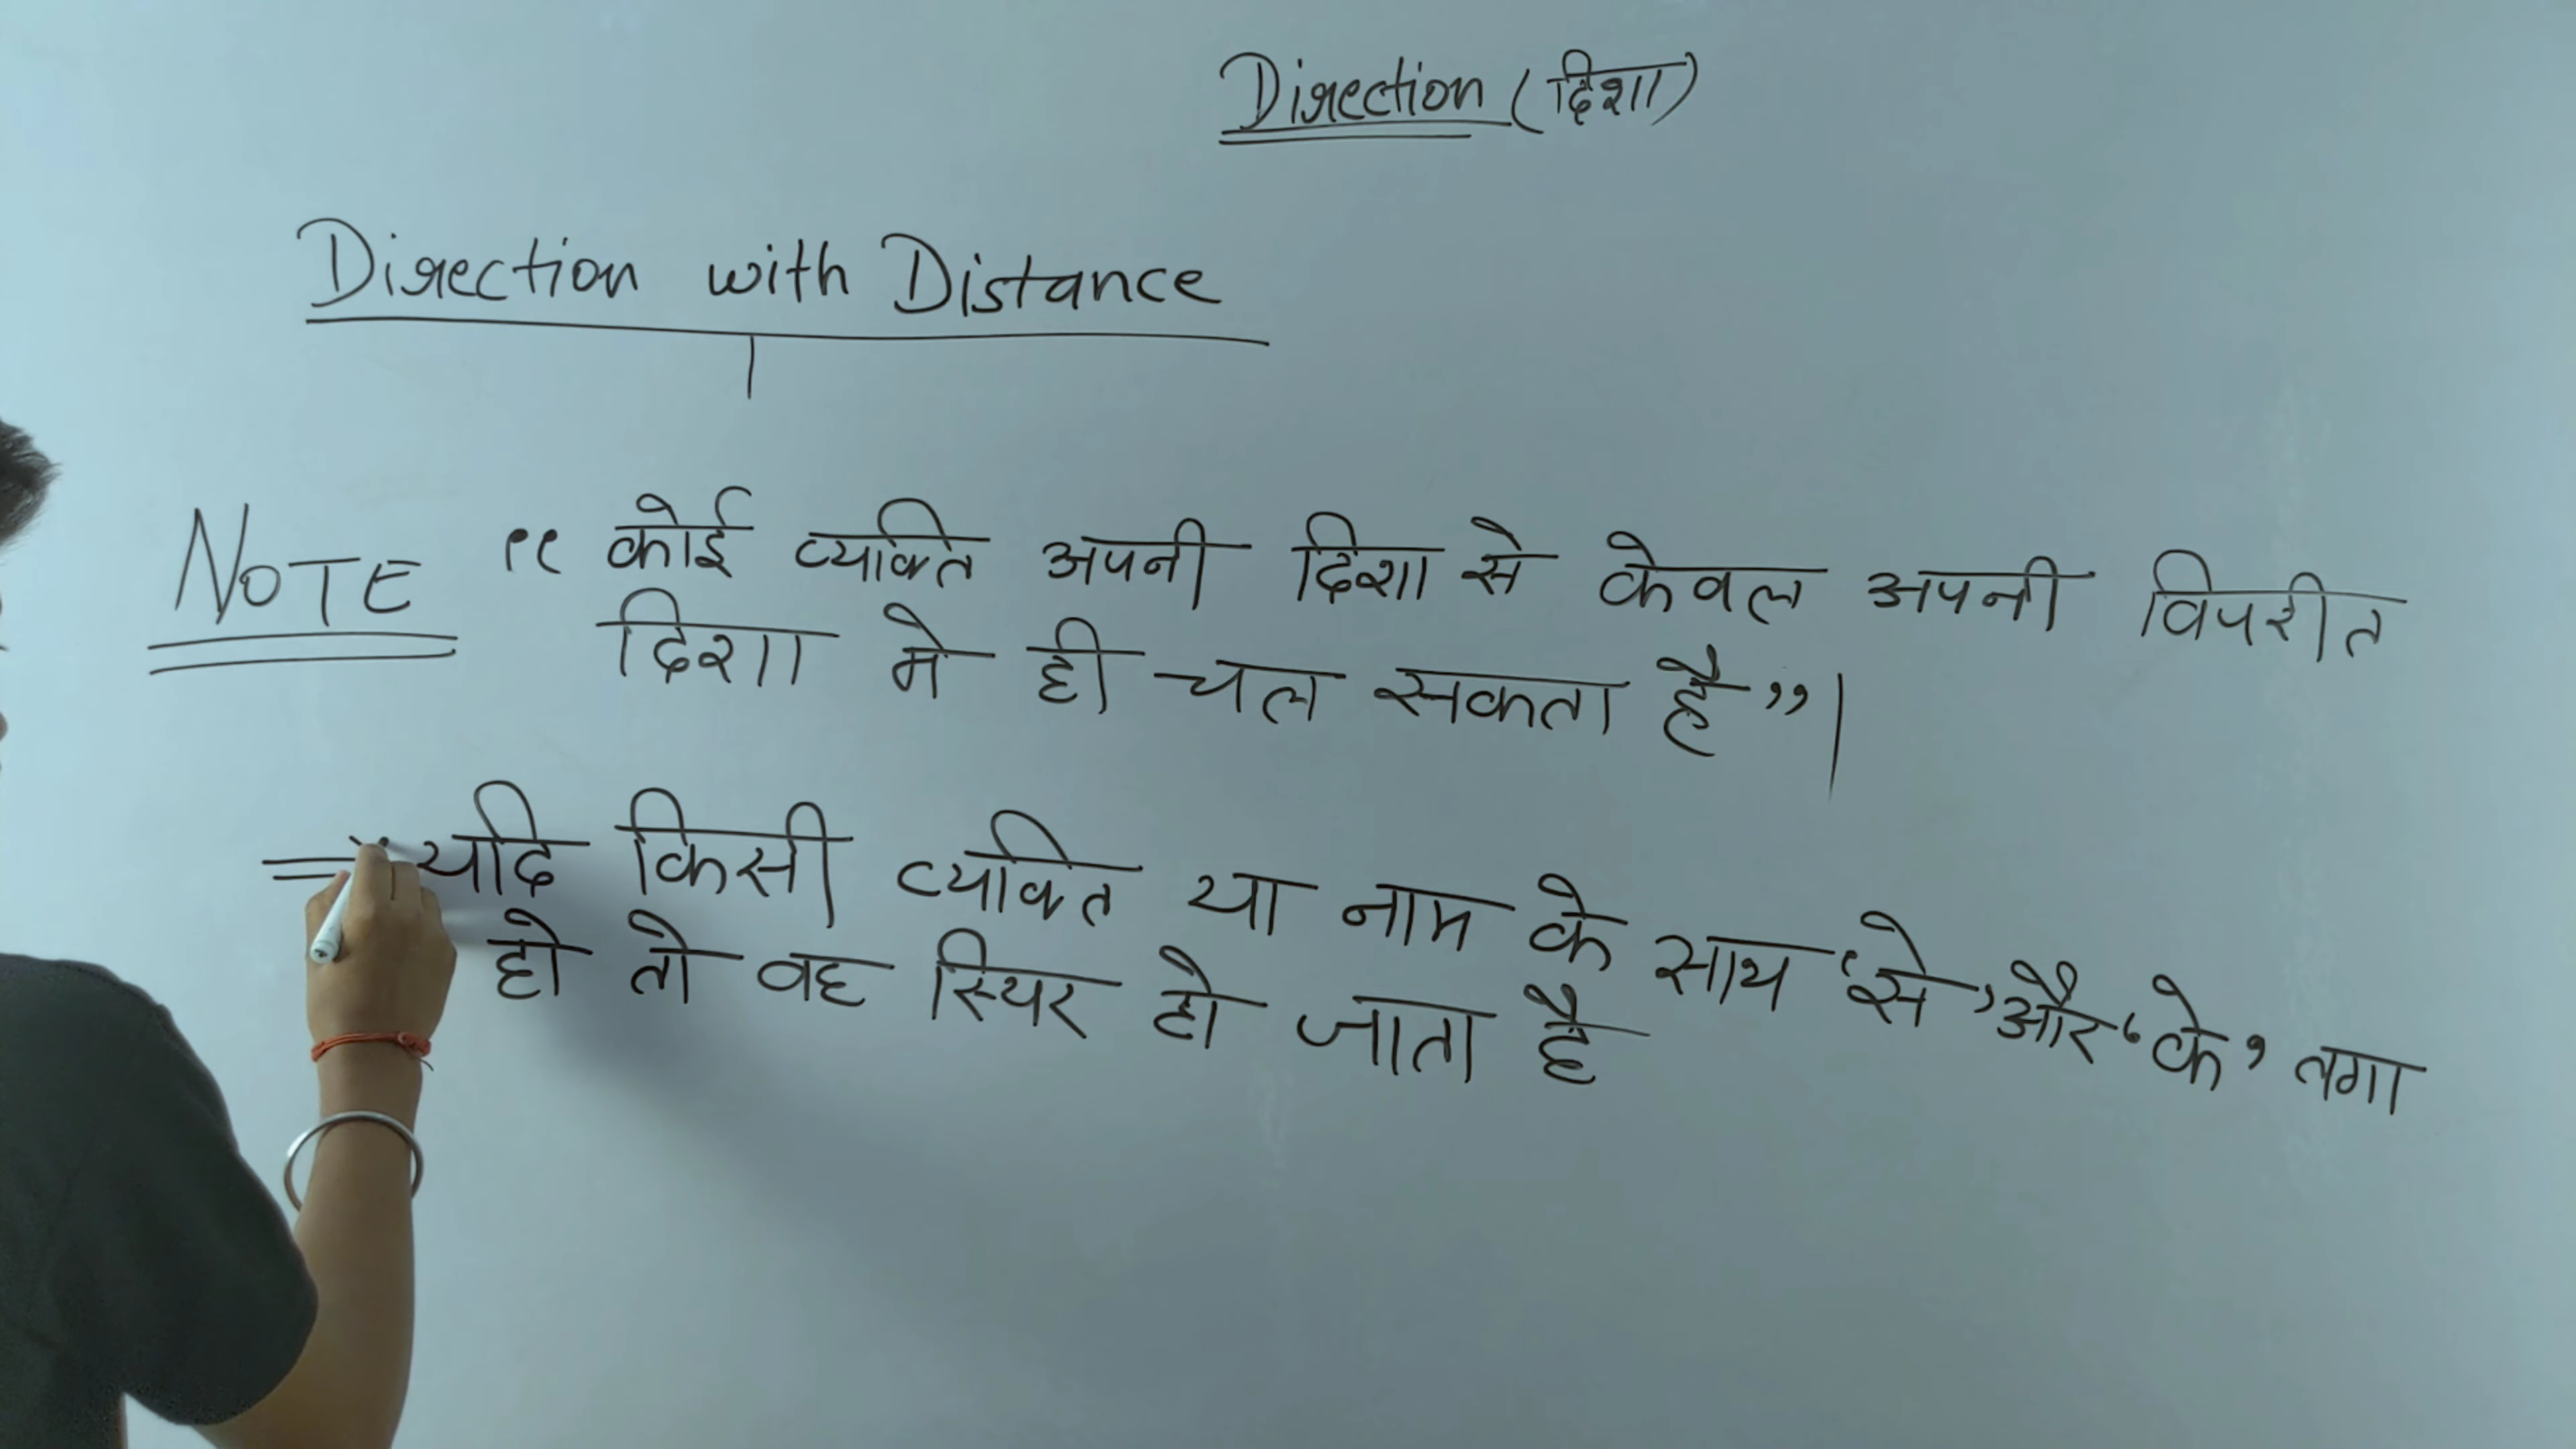 Direction (दिशा)
Direction with Distance
NOTE “ कोई व्यक्ति अपनी दिशा से केवल अपनी विपरीत
दिशा मे ही चल सकता है ”|
⇒ यदि किसी व्यक्ति या नाम के साथ ‘से’ और ‘के’ लगा
हो तो वह स्थिर हो जाता है